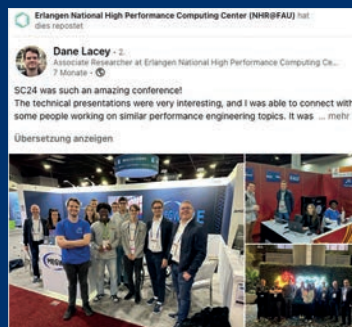 Erlangen National High Performance Computing Center (NHR@FAU) hat
dies repostet
Dane Lacey • 2.
Associate Researcher at Erlangen National High Performance Computing Ce...
7 Monate •
SC24 was such an amazing conference!
The technical presentations were very interesting, and I was able to connect with
some people working on similar performance engineering topics. It was ... mehr
Übersetzung anzeigen
MEGWARE